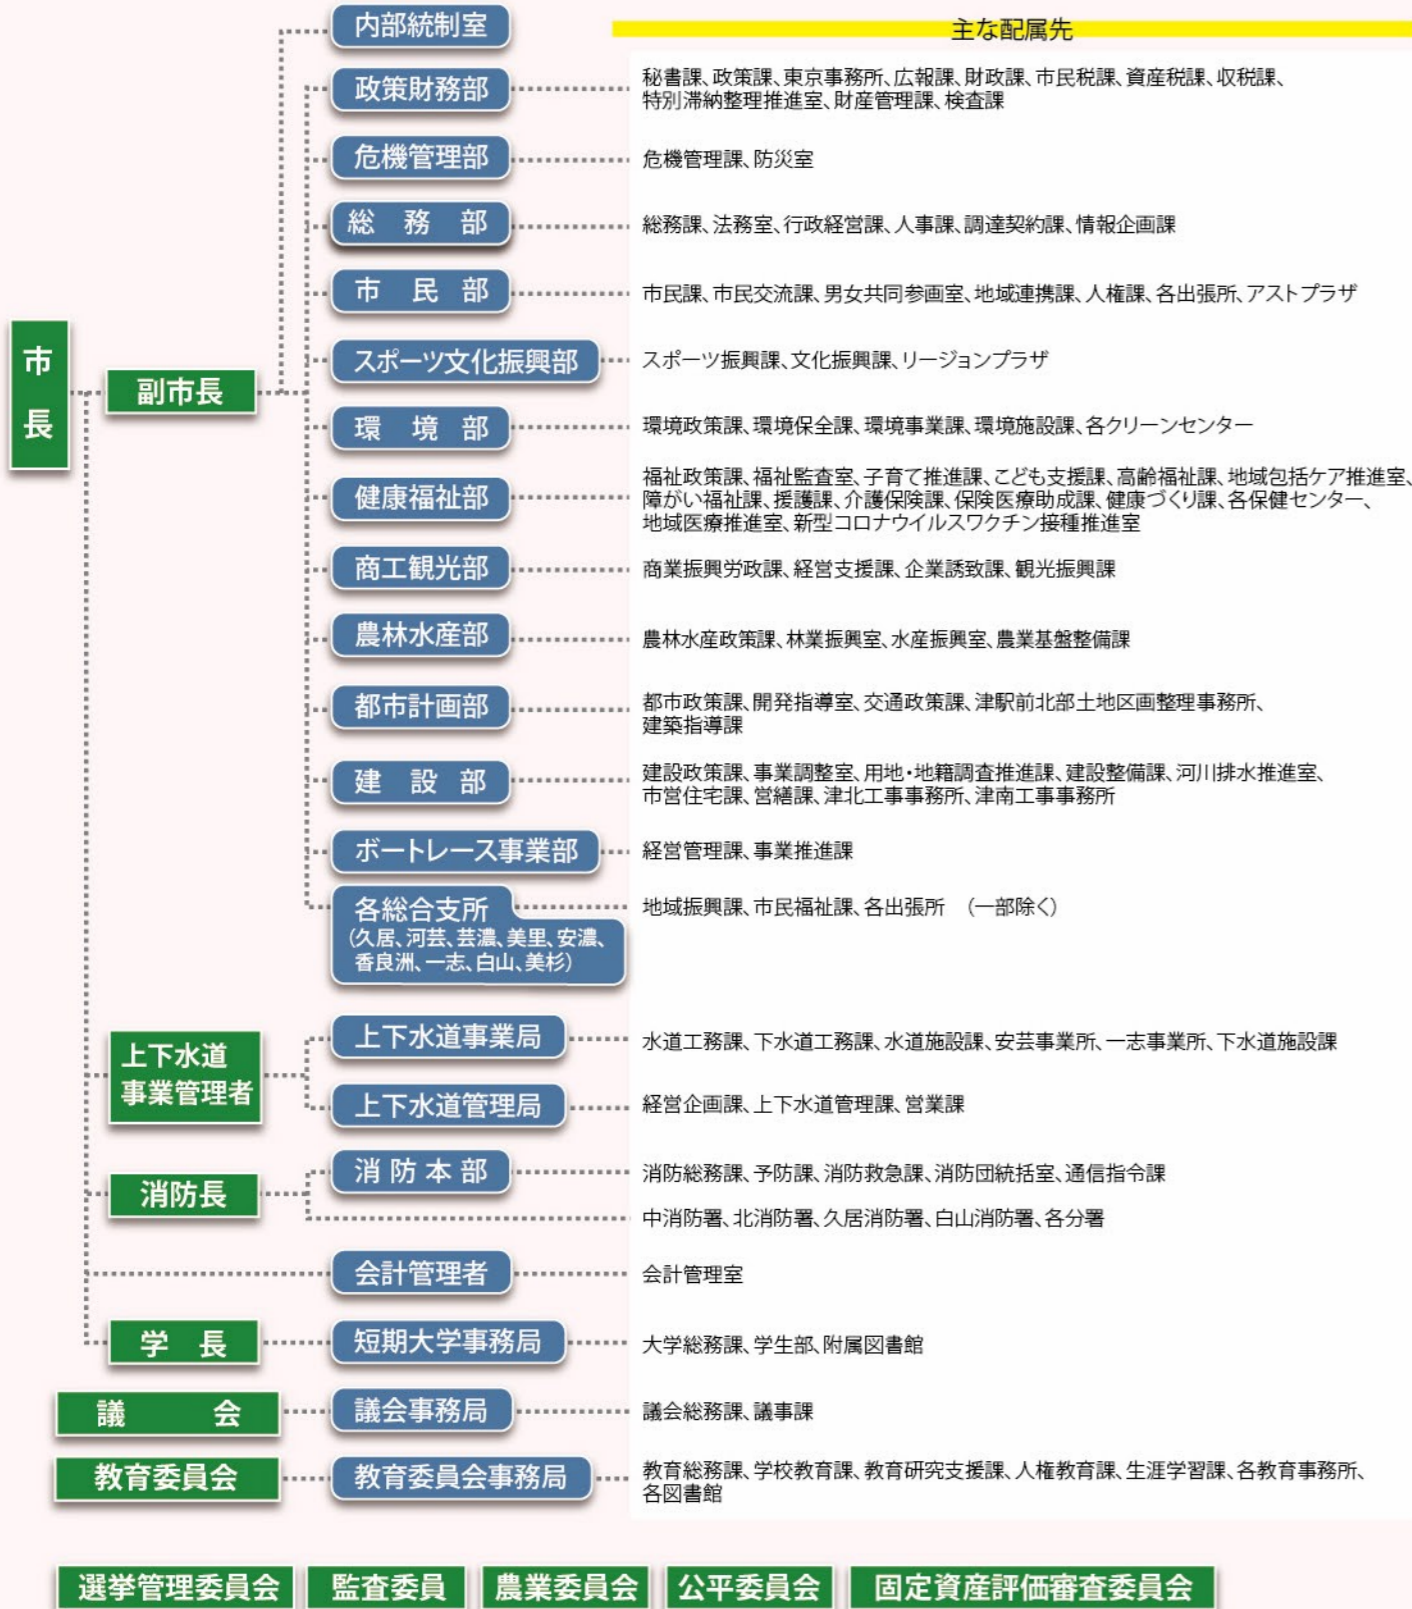 内部統制室
主な配属先
政策財務部
秘書課、政策課、東京事務所、広報課、財政課、市民税課、資産税課、収税課、
特別滞納整理推進室、財産管理課、検査課
危機管理部
危機管理課、防災室
総務部
総務課、法務室、行政経営課、人事課、調達契約課、情報企画課
市民部
市民課、市民交流課、男女共同参画室、地域連携課、人権課、各出張所、アストプラザ
市長
副市長
スポーツ文化振興部
スポーツ振興課、文化振興課、リージョンプラザ
環境部
環境政策課、環境保全課、環境事業課、環境施設課、各クリーンセンター
健康福祉部
福祉政策課、福祉監査室、子育て推進課、こども支援課、高齢福祉課、地域包括ケア推進室、
障がい福祉課、援護課、介護保険課、保険医療助成課、健康づくり課、各保健センター、
地域医療推進室、新型コロナウイルスワクチン接種推進室
商工観光部
商業振興労政課、経営支援課、企業誘致課、観光振興課
農林水産部
農林水産政策課、林業振興室、水産振興室、農業基盤整備課
都市計画部
都市政策課、開発指導室、交通政策課、津駅前北部土地区画整理事務所、
建築指導課
建設部
建設政策課、事業調整室、用地・地籍調査推進課、建設整備課、河川排水推進室、
市営住宅課、営繕課、津北工事事務所、津南工事事務所
ボートレース事業部
経営管理課、事業推進課
各総合支所
(久居、河芸、芸濃、美里、安濃、
香良洲、一志、白山、美杉)
地域振興課、市民福祉課、各出張所 (一部除く)
上下水道
事業管理者
上下水道事業局
水道工務課、下水道工務課、水道施設課、安芸事業所、一志事業所、下水道施設課
上下水道管理局
経営企画課、上下水道管理課、営業課
消防長
消防本部
消防総務課、予防課、消防救急課、消防団統括室、通信指令課
中消防署、北消防署、久居消防署、白山消防署、各分署
会計管理者
会計管理室
学長
短期大学事務局
大学総務課、学生部、附属図書館
議会
議会事務局
議会総務課、議事課
教育委員会
教育委員会事務局
教育総務課、学校教育課、教育研究支援課、人権教育課、生涯学習課、各教育事務所、
各図書館
選挙管理委員会
監査委員
農業委員会
公平委員会
固定資産評価審査委員会